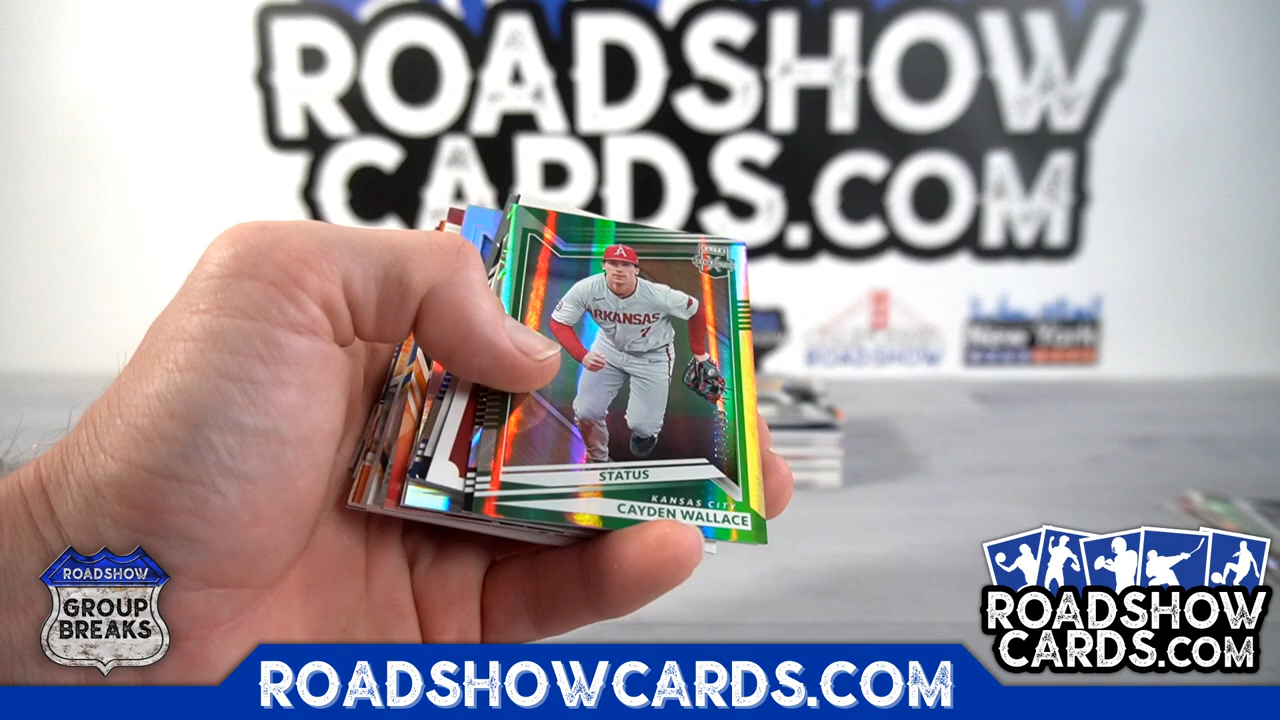 ROADSHOW
CARDS.COM
ROADSHOW
New York
A
ARKANSAS
7
STATUS
KANSAS CITY
CAYDEN WALLACE
ROADSHOW
GROUP
BREAKS
ROADSHOWCARDS.COM
ROADSHOW
CARDS.COM